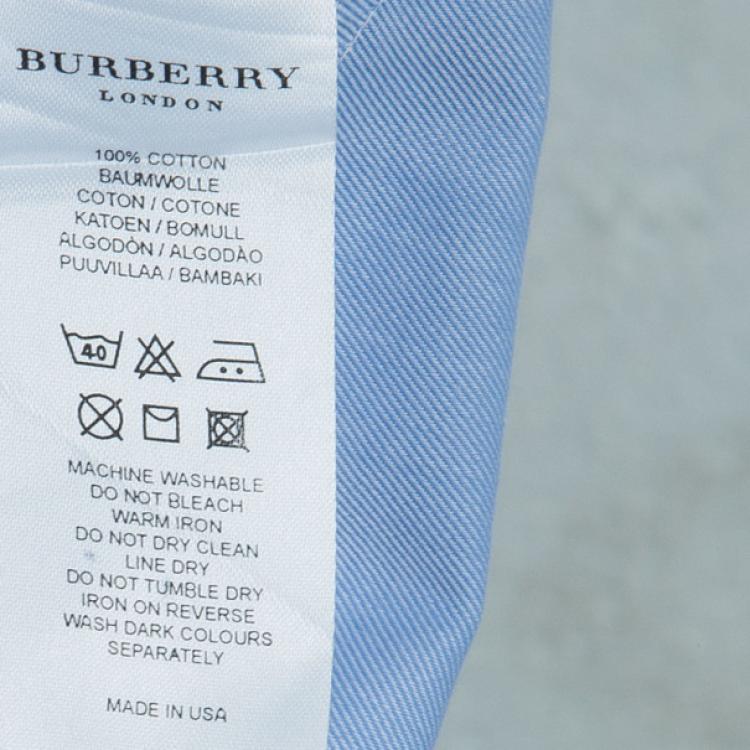 BURBERRY
LONDON
100% COTTON
BAUMWOLLE
COTON / COTONE
KATOEN / BOMULL
ALGODÒN / ALGODÀO
PUUVILLAA / BAMBAKI
40
MACHINE WASHABLE
DO NOT BLEACH
WARM IRON
DO NOT DRY CLEAN
LINE DRY
DO NOT TUMBLE DRY
IRON ON REVERSE
WASH DARK COLOURS
SEPARATELY
MADE IN USA